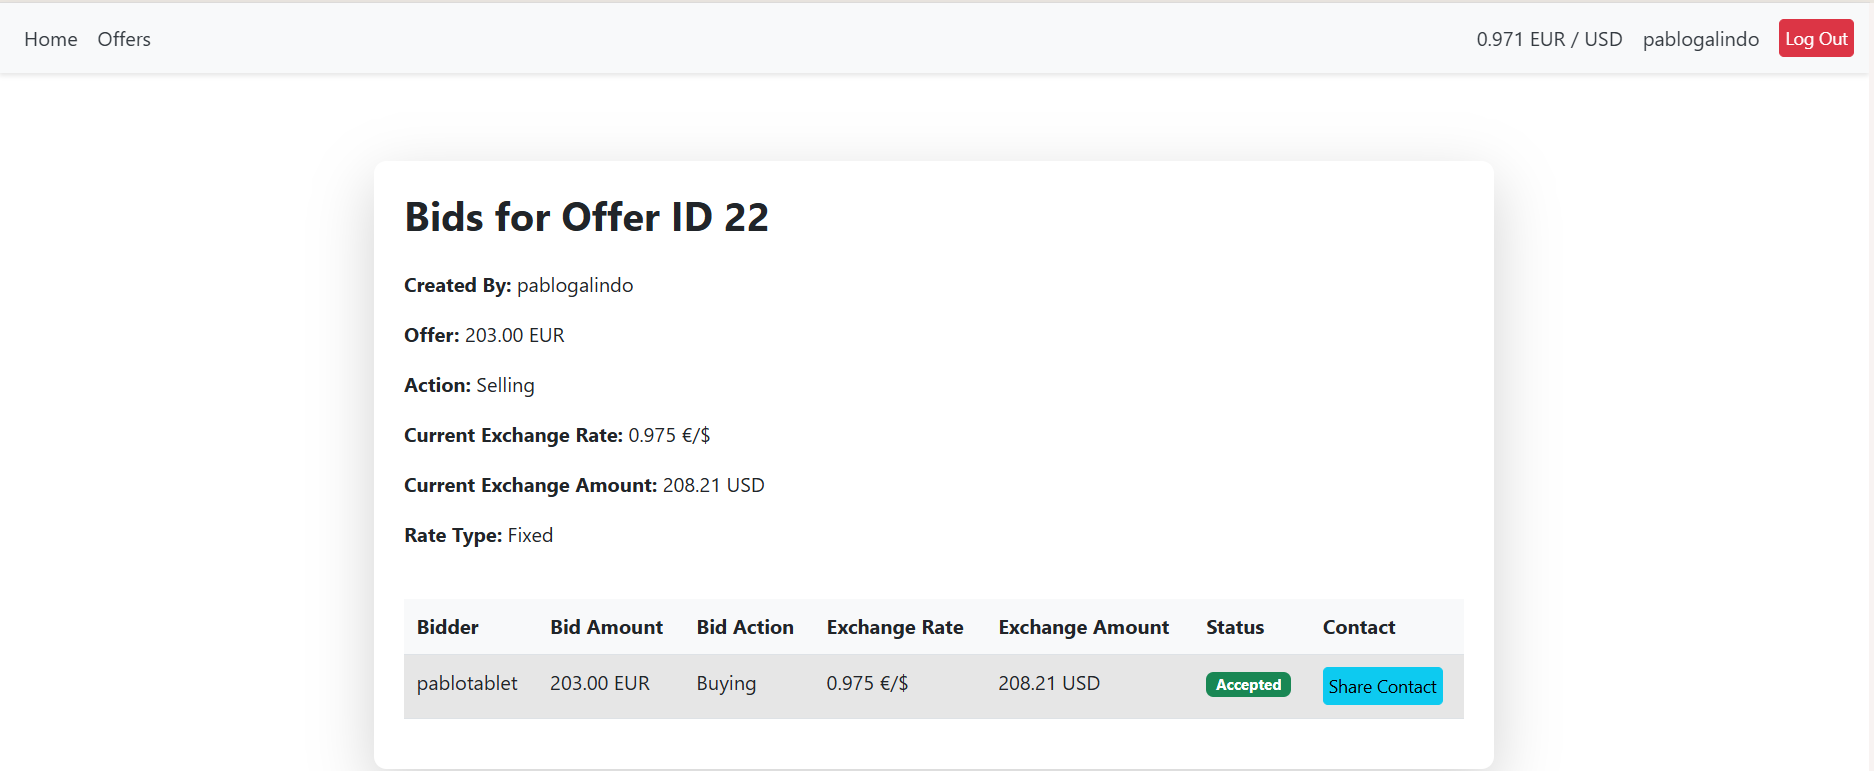 Home Offers 0.971 EUR / USD pablogalindo Log Out
Bids for Offer ID 22
Created By: pablogalindo
Offer: 203.00 EUR
Action: Selling
Current Exchange Rate: 0.975 €/$
Current Exchange Amount: 208.21 USD
Rate Type: Fixed
Bidder Bid Amount Bid Action Exchange Rate Exchange Amount Status Contact
pablotablet 203.00 EUR Buying 0.975 €/$ 208.21 USD Accepted Share Contact